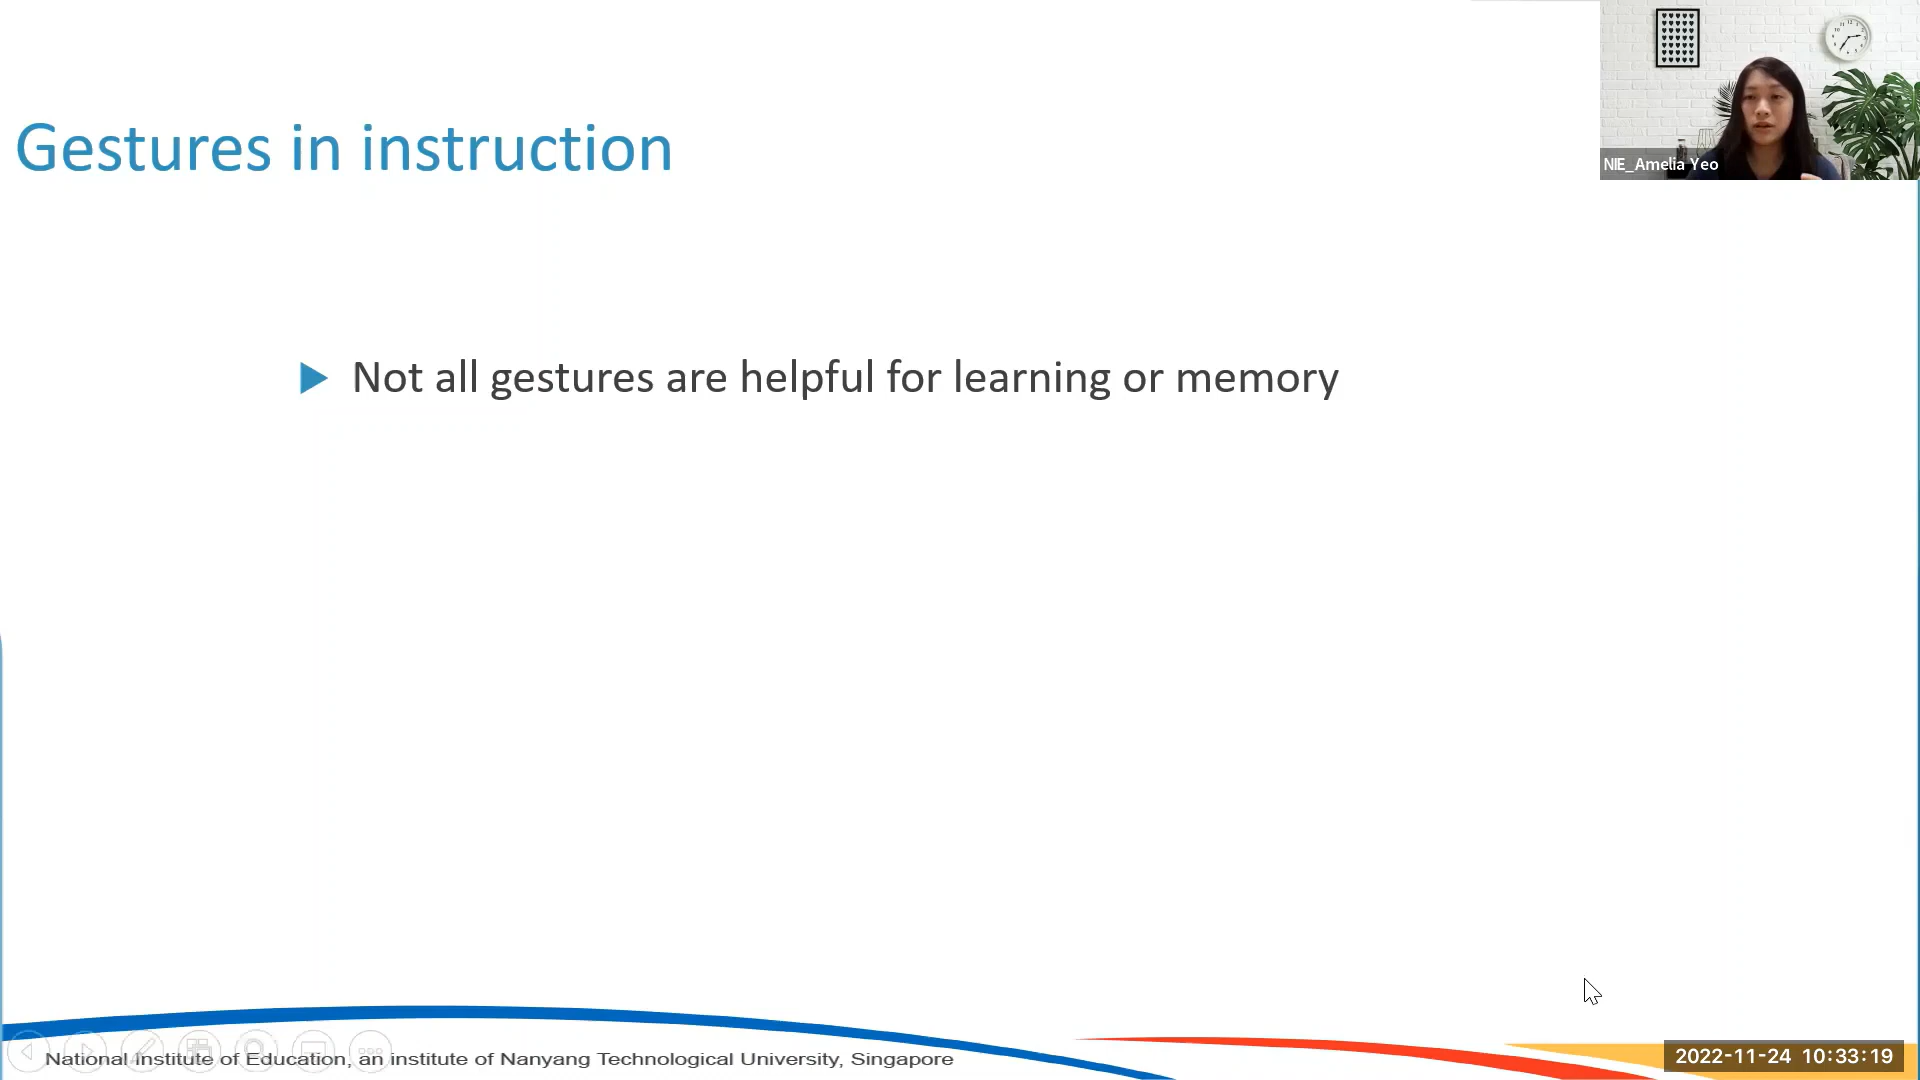 Gestures in instruction
NIE_Amelia Yeo
Not all gestures are helpful for learning or memory
National Institute of Education, an institute of Nanyang Technological University, Singapore
2022-11-24 10:33:19